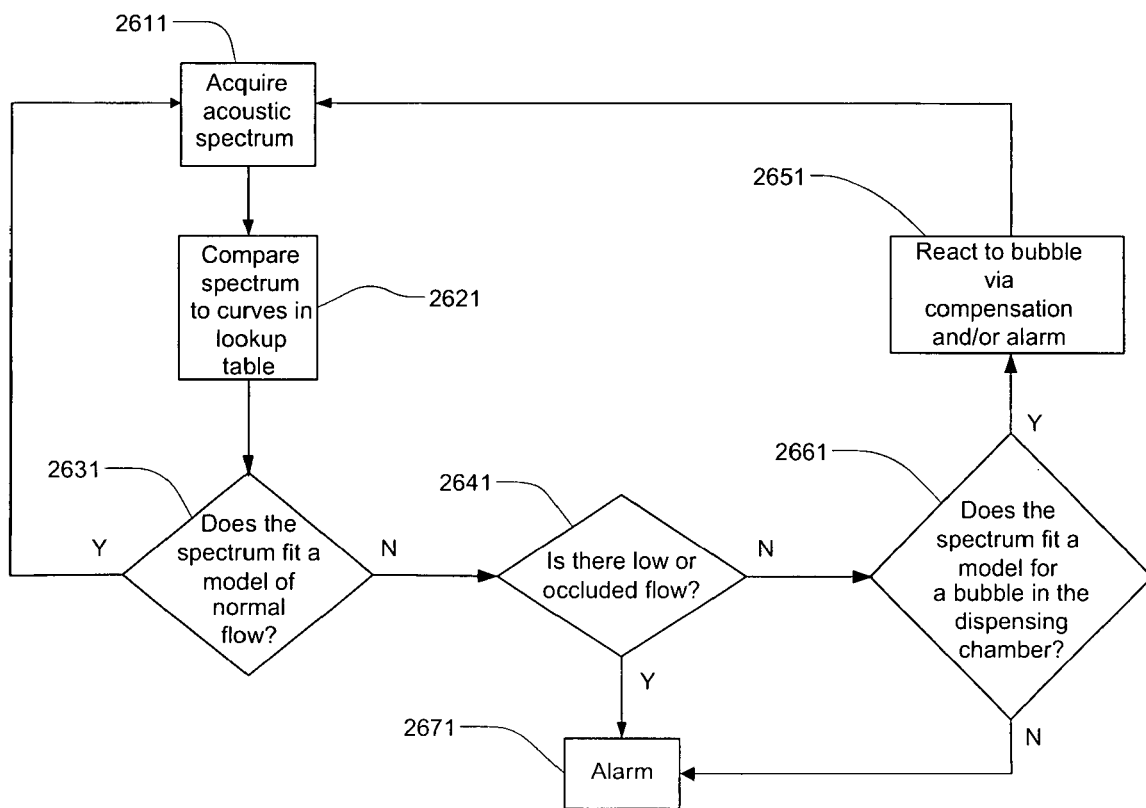 2611
Acquire
acoustic
spectrum
2651
Compare
spectrum
to curves in
lookup
table
2621
React to bubble
via
compensation
and/or alarm
Y
2631
2641
2661
Does the
spectrum fit a
model of
normal
flow?
Y
N
Is there low or
occluded flow?
N
Y
Does the
spectrum fit a
model for
a bubble in the
dispensing
chamber?
N
2671
Alarm